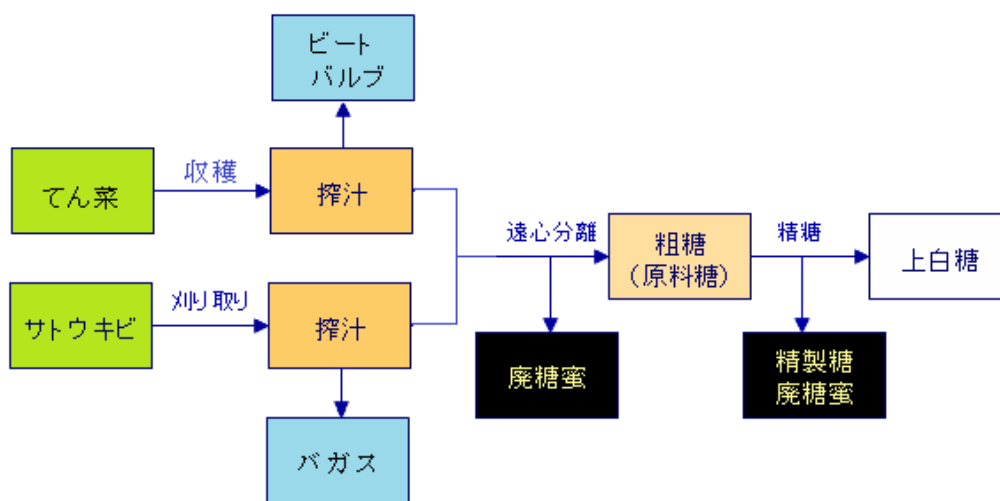 ビート
バルブ
てん菜
収穫
搾汁
遠心分離
粗糖
(原料糖)
精糖
上白糖
サトウキビ
刈り取り
搾汁
廃糖蜜
精製糖
廃糖蜜
バガス